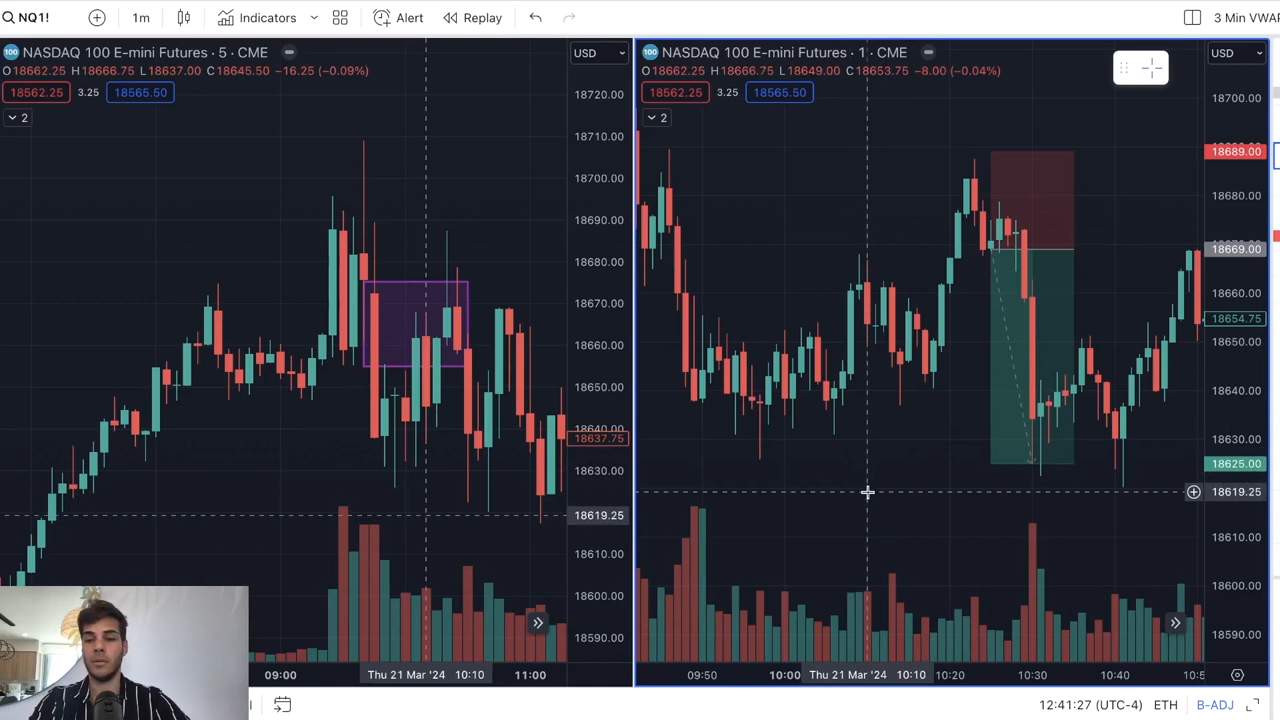 NQ1!
1m
Indicators
Alert
Replay
3 Min VWAP
NASDAQ 100 E-mini Futures · 5 · CME
USD
O18662.25 H18666.75 L18637.00 C18645.50 −16.25 (−0.09%)
18562.25 3.25 18565.50
2
18720.00
18710.00
18700.00
18690.00
18680.00
18670.00
18660.00
18650.00
18640.00
18637.75
18630.00
18619.25
18610.00
18600.00
18590.00
09:00
Thu 21 Mar '24 10:10
11:00
NASDAQ 100 E-mini Futures · 1 · CME
USD
O18662.25 H18666.75 L18649.00 C18653.75 −8.00 (−0.04%)
18562.25 3.25 18565.50
2
18700.00
18689.00
18680.00
18669.00
18660.00
18654.75
18650.00
18640.00
18630.00
18625.00
18619.25
18610.00
18600.00
18590.00
09:50
10:00
Thu 21 Mar '24 10:10
10:20
10:30
10:40
12:41:27 (UTC-4)
ETH
B-ADJ